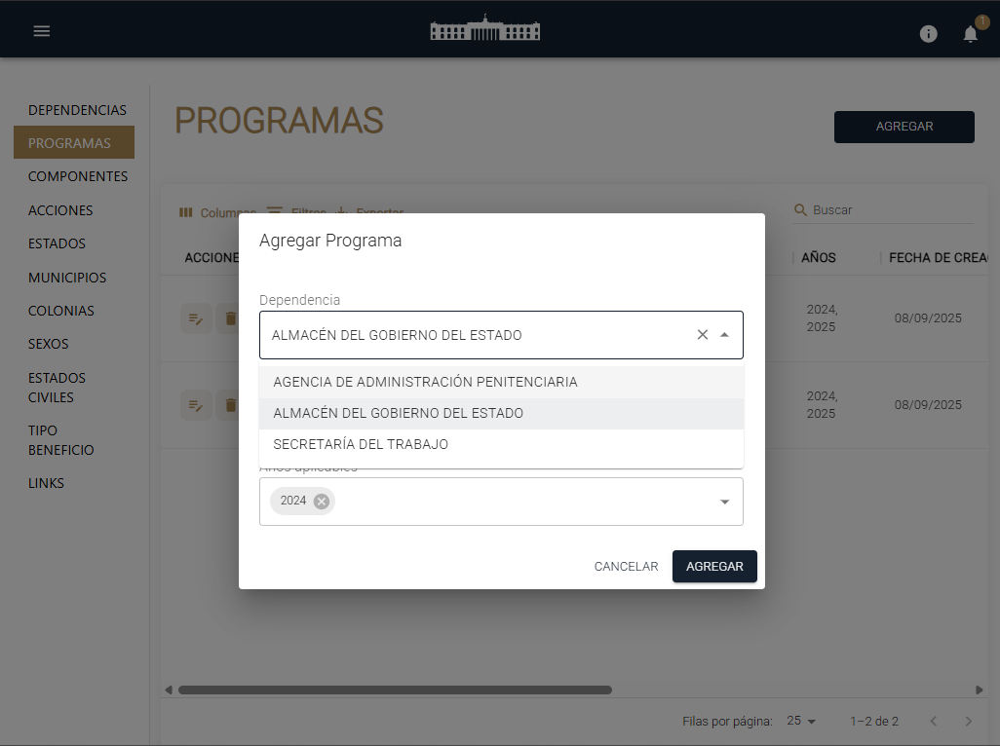 1
DEPENDENCIAS
PROGRAMAS
COMPONENTES
ACCIONES
ESTADOS
MUNICIPIOS
COLONIAS
SEXOS
ESTADOS
CIVILES
TIPO
BENEFICIO
LINKS
PROGRAMAS
AGREGAR
Columnas Filtros Exportar
Buscar
ACCIONE AÑOS FECHA DE CREA
2024,
2025
08/09/2025
2024,
2025
08/09/2025
Agregar Programa
Dependencia
ALMACÉN DEL GOBIERNO DEL ESTADO
AGENCIA DE ADMINISTRACIÓN PENITENCIARIA
ALMACÉN DEL GOBIERNO DEL ESTADO
SECRETARÍA DEL TRABAJO
Años aplicables
2024
CANCELAR AGREGAR
Filas por página: 25 1–2 de 2